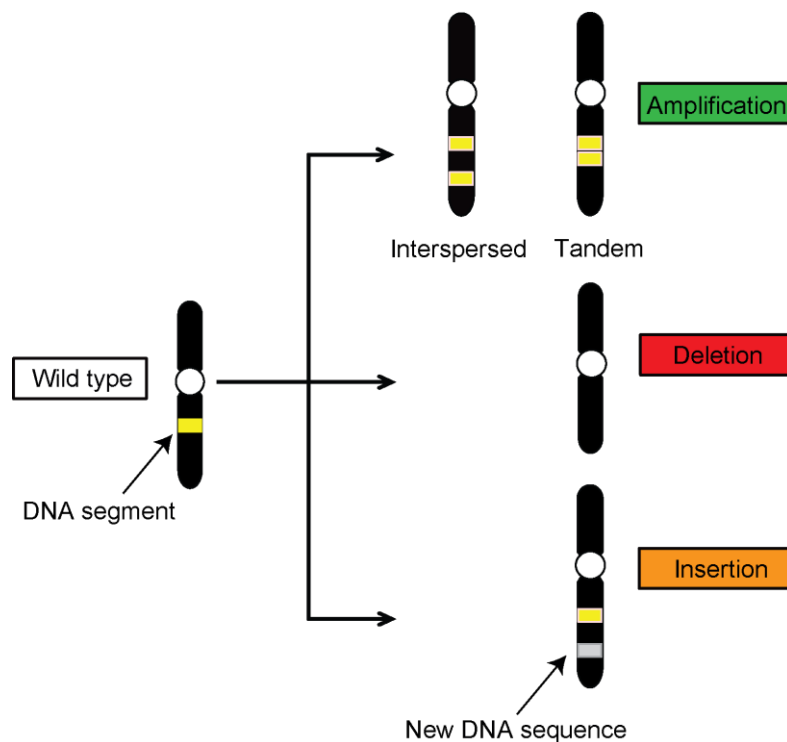 Amplification
Interspersed
Tandem
Wild type
Deletion
DNA segment
Insertion
New DNA sequence